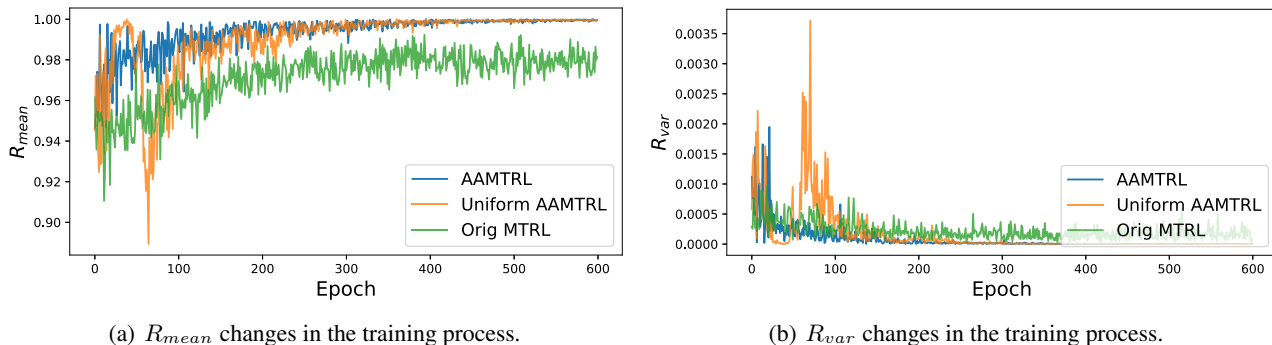 1.00
0.98
0.96
0.94
0.92
0.90
R_mean
0 100 200 300 400 500 600
Epoch
AAMTRL
Uniform AAMTRL
Orig MTRL
(a) R_mean changes in the training process.
0.0035
0.0030
0.0025
0.0020
0.0015
0.0010
0.0005
0.0000
R_var
0 100 200 300 400 500 600
Epoch
AAMTRL
Uniform AAMTRL
Orig MTRL
(b) R_var changes in the training process.